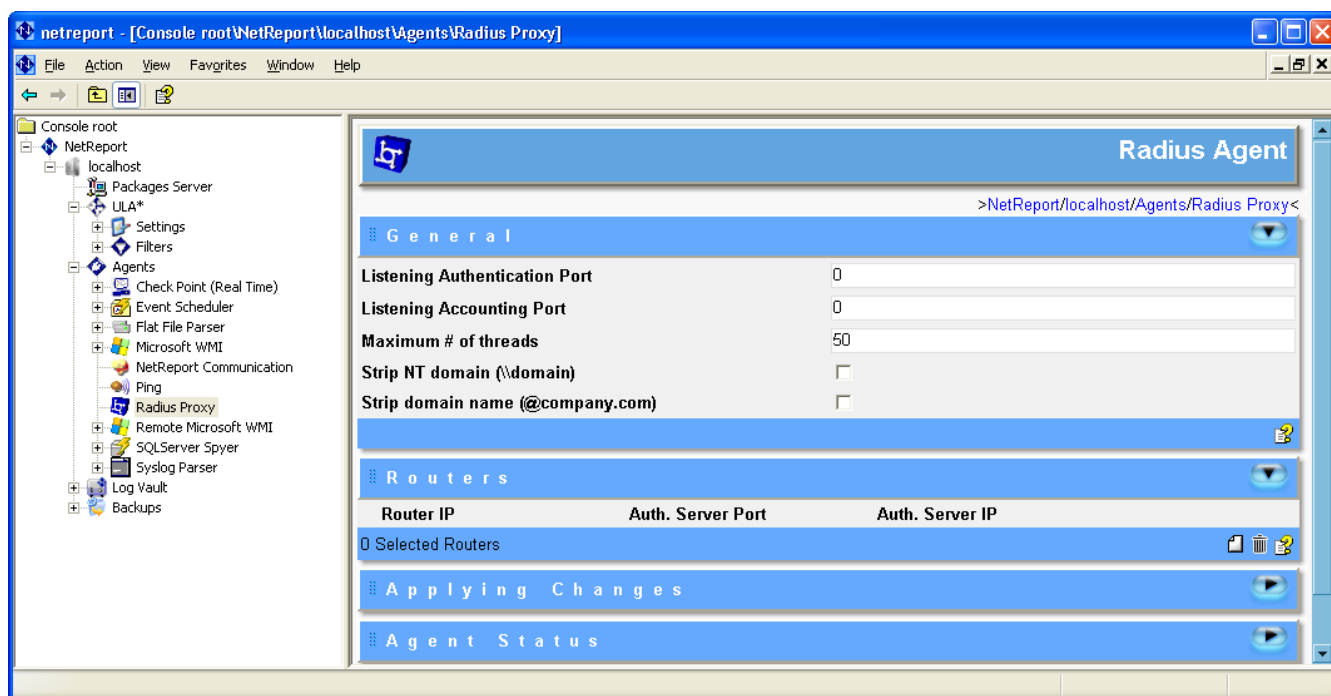 netreport - [Console root\NetReport\localhost\Agents\Radius Proxy]
File Action View Favorites Window Help
Console root
NetReport
localhost
Packages Server
ULA*
Settings
Filters
Agents
Check Point (Real Time)
Event Scheduler
Flat File Parser
Microsoft WMI
NetReport Communication
Ping
Radius Proxy
Remote Microsoft WMI
SQLServer Spyer
Syslog Parser
Log Vault
Backups
Radius Agent
>NetReport/localhost/Agents/Radius Proxy<
General
Listening Authentication Port 0
Listening Accounting Port 0
Maximum # of threads 50
Strip NT domain (\\domain)
Strip domain name (@company.com)
Routers
Router IP Auth. Server Port Auth. Server IP
0 Selected Routers
Applying Changes
Agent Status